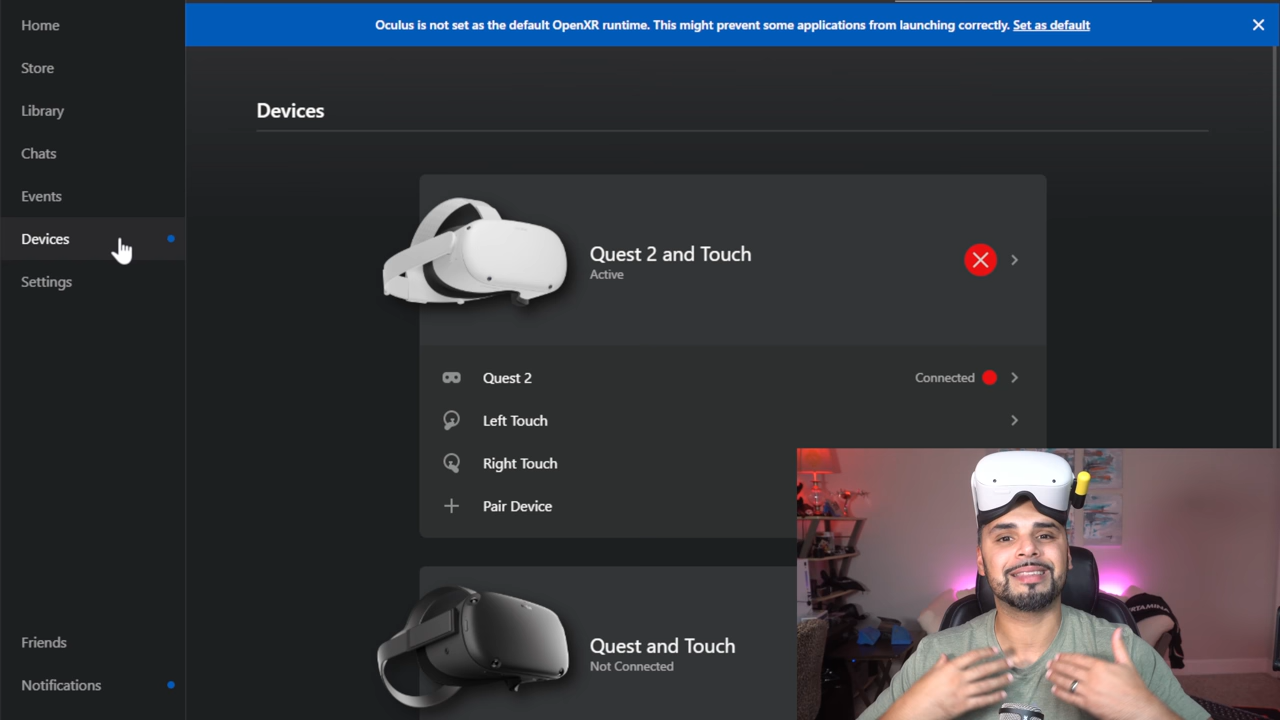 Home
Store
Library
Chats
Events
Devices
Settings
Friends
Notifications
Oculus is not set as the default OpenXR runtime. This might prevent some applications from launching correctly. Set as default
Devices
Quest 2 and Touch
Active
Quest 2
Connected
Left Touch
Right Touch
Pair Device
Quest and Touch
Not Connected